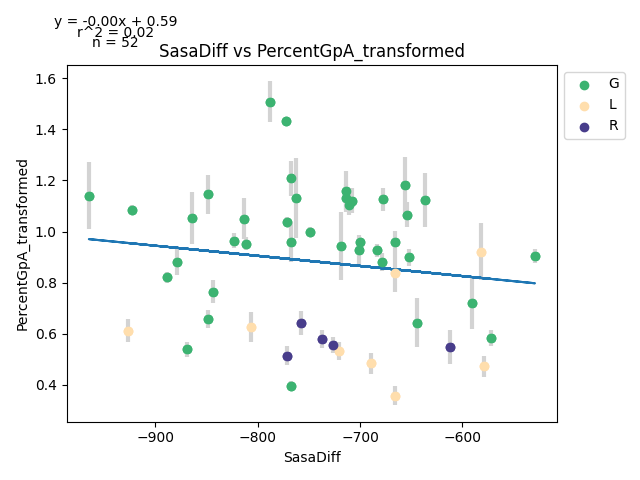 y = -0.00x + 0.59
r^2 = 0.02
n = 52
SasaDiff vs PercentGpA_transformed
G
L
R
PercentGpA_transformed
1.6
1.4
1.2
1.0
0.8
0.6
0.4
−900
−800
−700
−600
SasaDiff